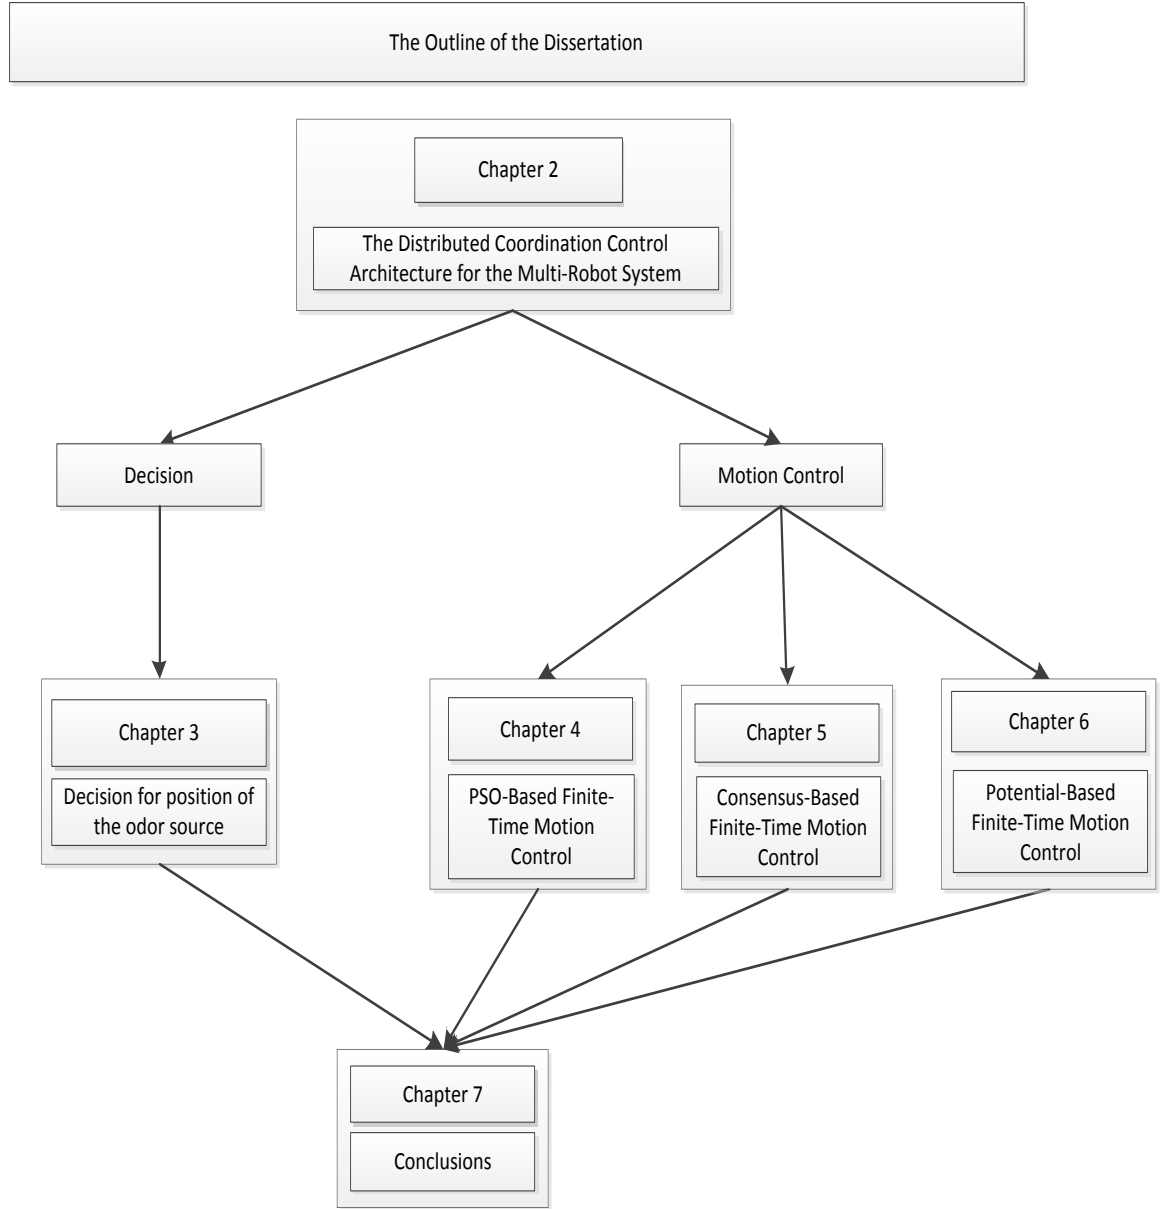 The Outline of the Dissertation
Chapter 2
The Distributed Coordination Control
Architecture for the Multi-Robot System
Decision
Motion Control
Chapter 3
Decision for position of
the odor source
Chapter 4
PSO-Based Finite-
Time Motion
Control
Chapter 5
Consensus-Based
Finite-Time Motion
Control
Chapter 6
Potential-Based
Finite-Time Motion
Control
Chapter 7
Conclusions